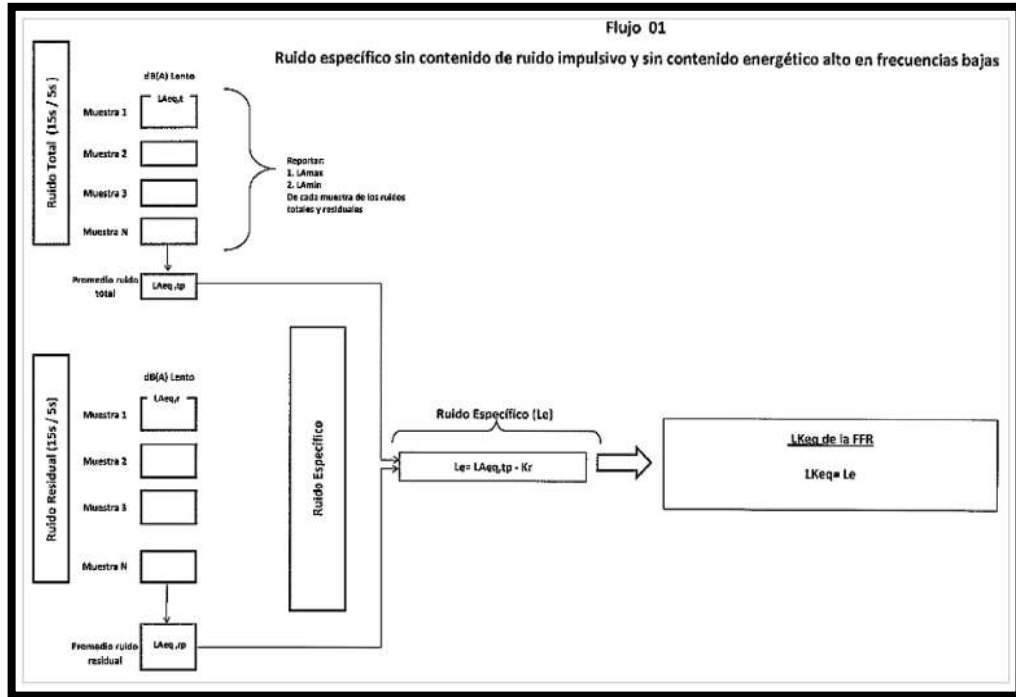 Flujo 01
Ruido específico sin contenido de ruido impulsivo y sin contenido energético alto en frecuencias bajas
Ruido Total (15s / 5s)
dB(A) Lento
LAeq,t
Muestra 1
Muestra 2
Muestra 3
Muestra N
Reportar:
1. LAmax
2. LAmin
De cada muestra de los ruidos
totales y residuales
Promedio ruido
total
LAeq,tp
Ruido Residual (15s / 5s)
dB(A) Lento
LAeq,r
Muestra 1
Muestra 2
Muestra 3
Muestra N
Promedio ruido
residual
LAeq,rp
Ruido Específico
Ruido Específico (Le)
Le= LAeq,tp - Kr
LKeq de la FFR
LKeq= Le